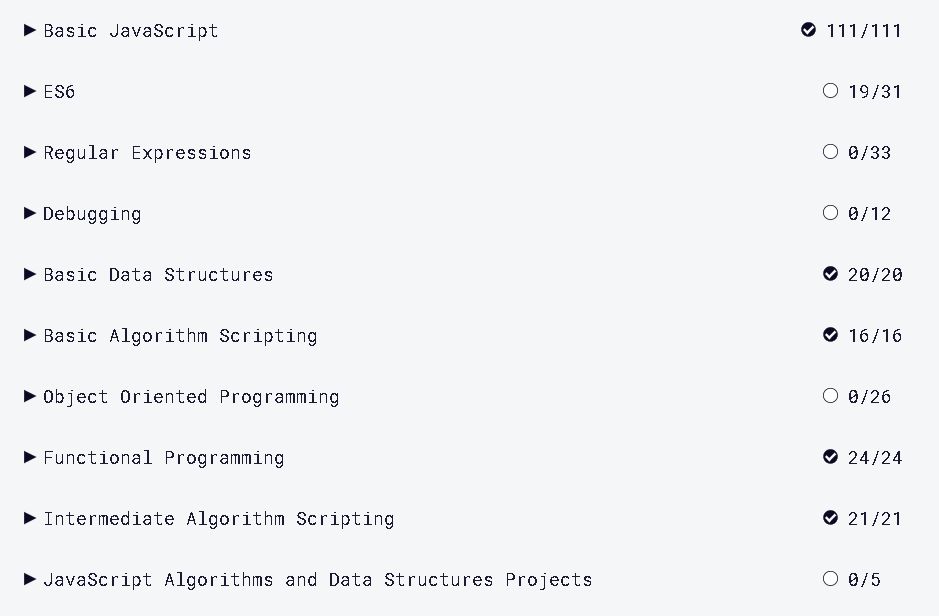 Basic JavaScript 111/111
ES6 19/31
Regular Expressions 0/33
Debugging 0/12
Basic Data Structures 20/20
Basic Algorithm Scripting 16/16
Object Oriented Programming 0/26
Functional Programming 24/24
Intermediate Algorithm Scripting 21/21
JavaScript Algorithms and Data Structures Projects 0/5